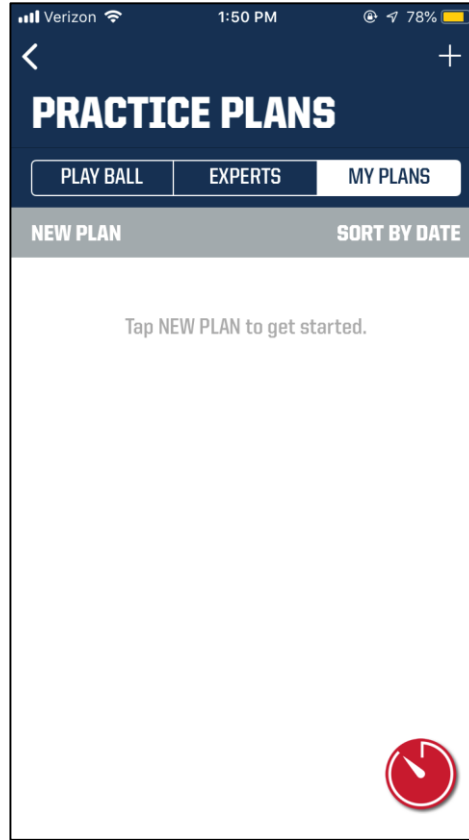 Verizon 1:50 PM 78%
PRACTICE PLANS
PLAY BALL EXPERTS MY PLANS
NEW PLAN SORT BY DATE
Tap NEW PLAN to get started.